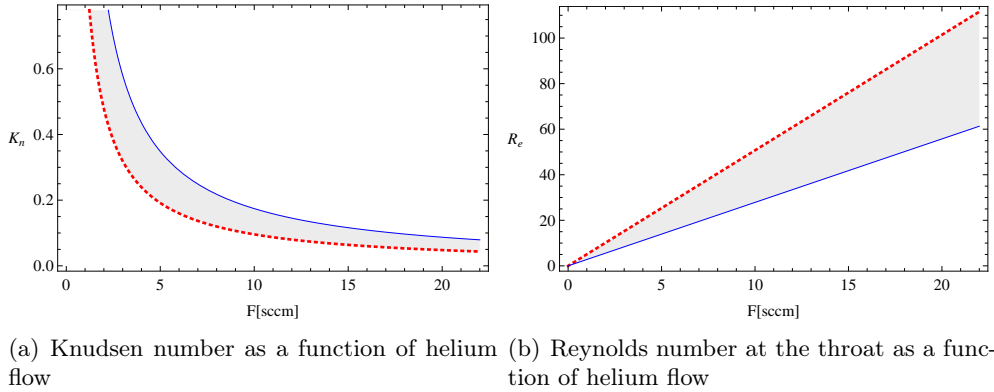 0.6
0.4
0.2
0.0
K_n
0 5 10 15 20
F[sccm]
100
80
60
40
20
0
R_e
0 5 10 15 20
F[sccm]
(a) Knudsen number as a function of helium
flow
(b) Reynolds number at the throat as a func-
tion of helium flow